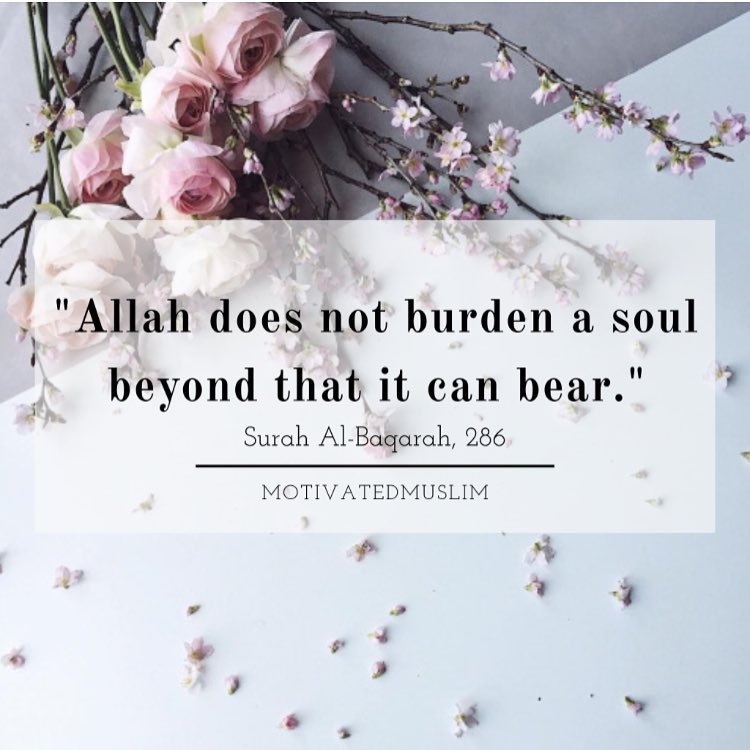 "Allah does not burden a soul
beyond that it can bear."
Surah Al-Baqarah, 286
MOTIVATEDMUSLIM